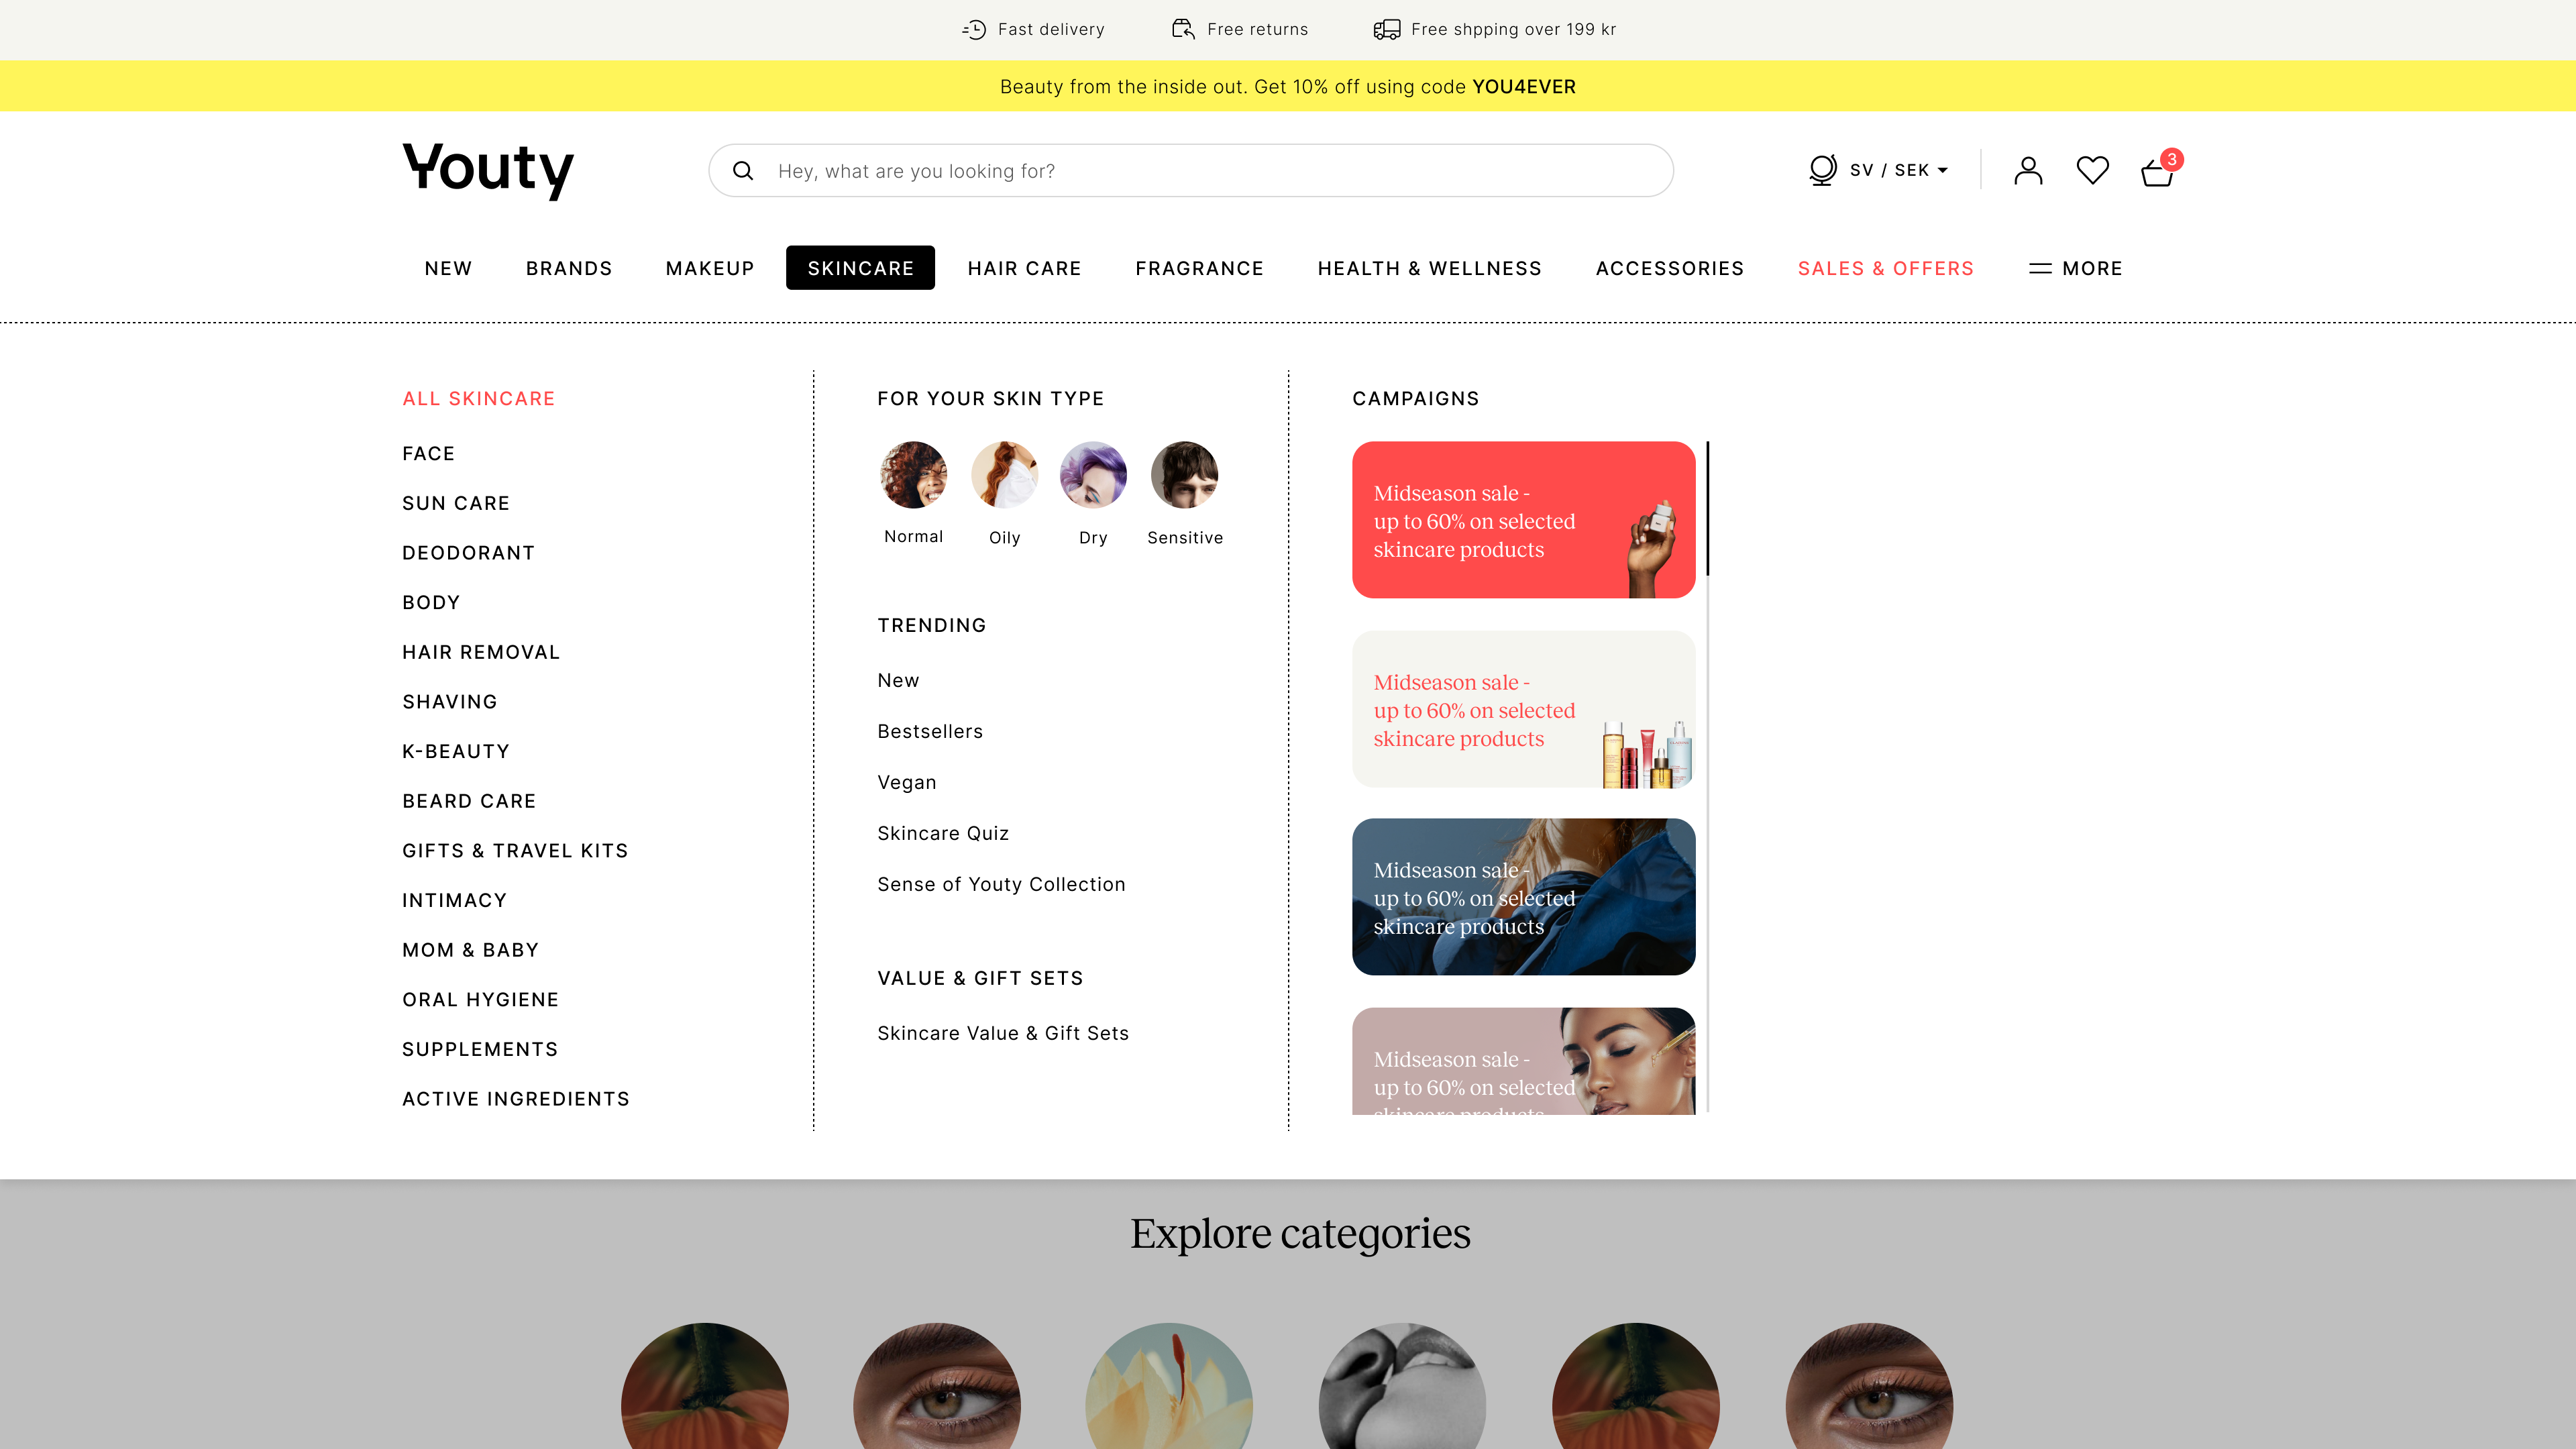 Fast delivery
Free returns
Free shpping over 199 kr
Beauty from the inside out. Get 10% off using code YOU4EVER
Youty
Hey, what are you looking for?
SV / SEK
3
NEW
BRANDS
MAKEUP
SKINCARE
HAIR CARE
FRAGRANCE
HEALTH & WELLNESS
ACCESSORIES
SALES & OFFERS
MORE
ALL SKINCARE
FACE
SUN CARE
DEODORANT
BODY
HAIR REMOVAL
SHAVING
K-BEAUTY
BEARD CARE
GIFTS & TRAVEL KITS
INTIMACY
MOM & BABY
ORAL HYGIENE
SUPPLEMENTS
ACTIVE INGREDIENTS
FOR YOUR SKIN TYPE
Normal
Oily
Dry
Sensitive
TRENDING
New
Bestsellers
Vegan
Skincare Quiz
Sense of Youty Collection
VALUE & GIFT SETS
Skincare Value & Gift Sets
CAMPAIGNS
Midseason sale -
up to 60% on selected
skincare products
Midseason sale -
up to 60% on selected
skincare products
Midseason sale -
up to 60% on selected
skincare products
Midseason sale -
up to 60% on selected
skincare products
Explore categories